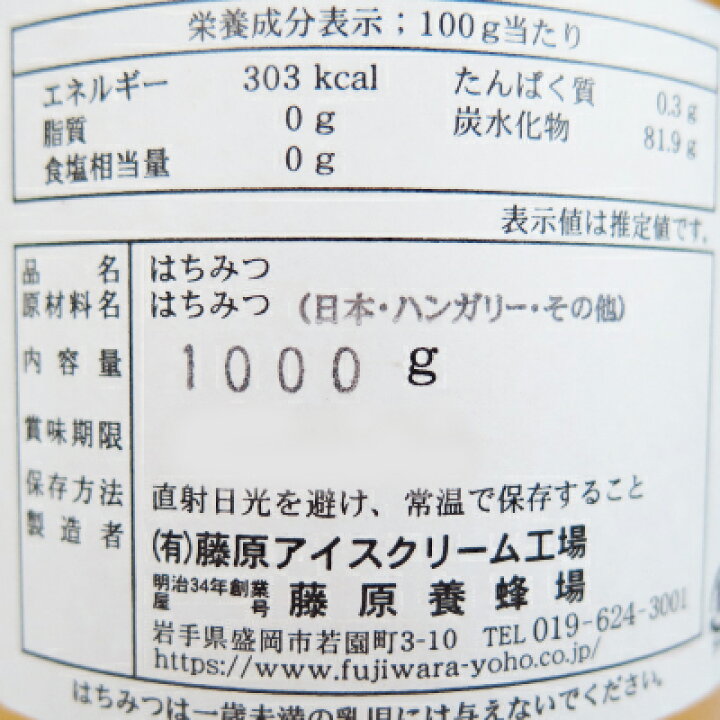 栄養成分表示；100g当たり
エネルギー 303 kcal たんぱく質 0.3 g
脂質 0 g 炭水化物 81.9 g
食塩相当量 0 g
表示値は推定値です。
品名 はちみつ
原材料名 はちみつ （日本・ハンガリー・その他）
内容量 1000 g
賞味期限
保存方法 直射日光を避け、常温で保存すること
製造者 (有)藤原アイスクリーム工場
明治34年創業 屋号 藤原養蜂場
岩手県盛岡市若園町3-10 TEL 019-624-3001
https://www.fujiwara-yoho.co.jp/
はちみつは一歳未満の乳児には与えないでください。